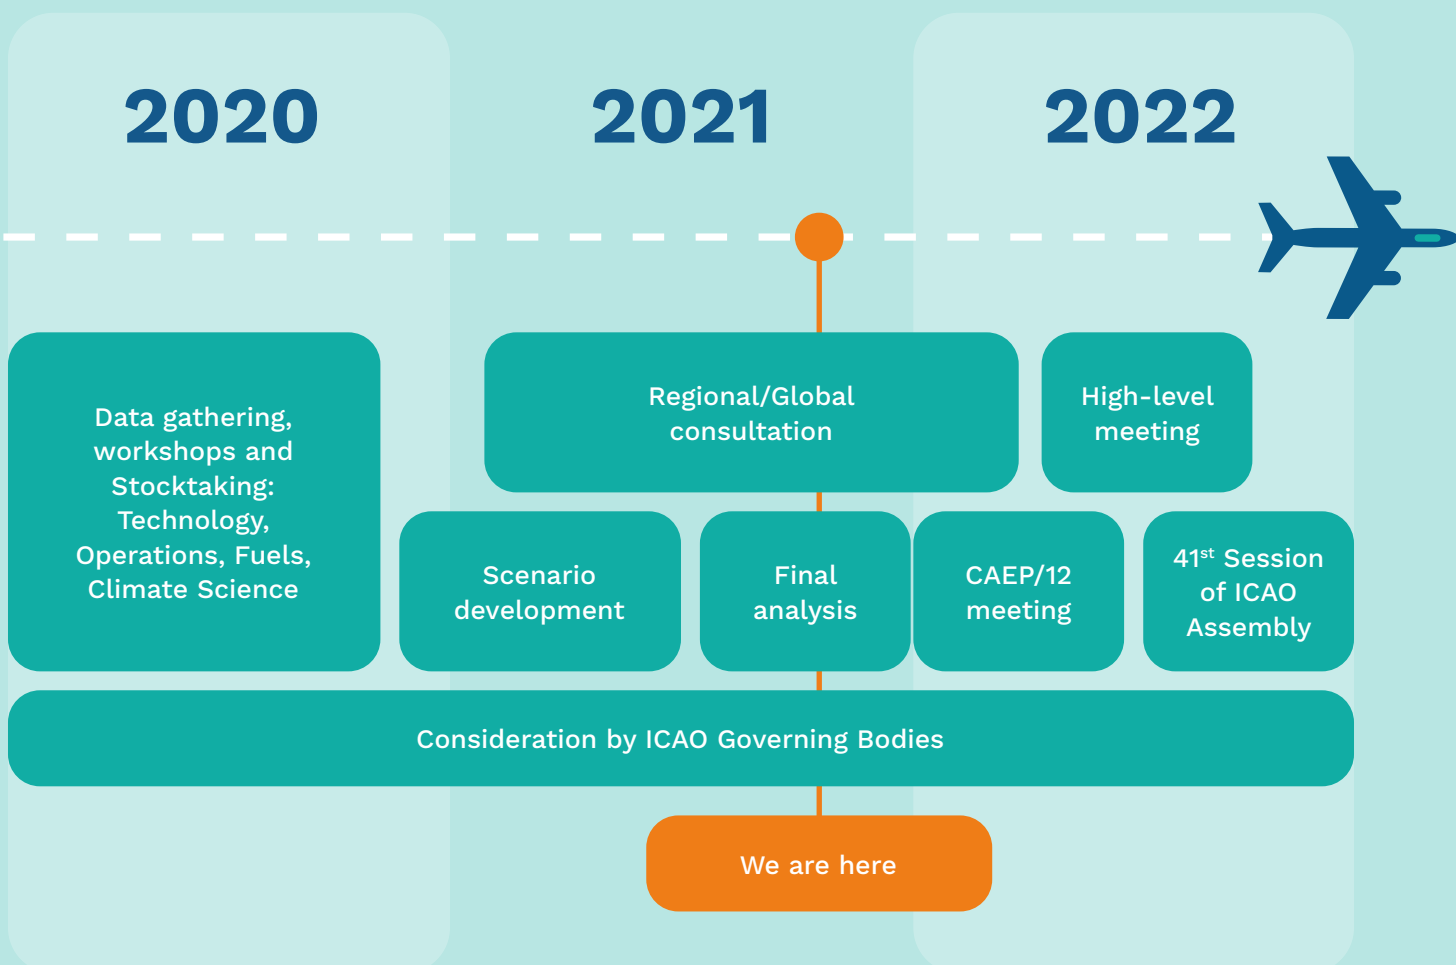 2020
2021
2022
Data gathering,
workshops and
Stocktaking:
Technology,
Operations, Fuels,
Climate Science
Regional/Global
consultation
High-level
meeting
Scenario
development
Final
analysis
CAEP/12
meeting
41st Session
of ICAO
Assembly
Consideration by ICAO Governing Bodies
We are here